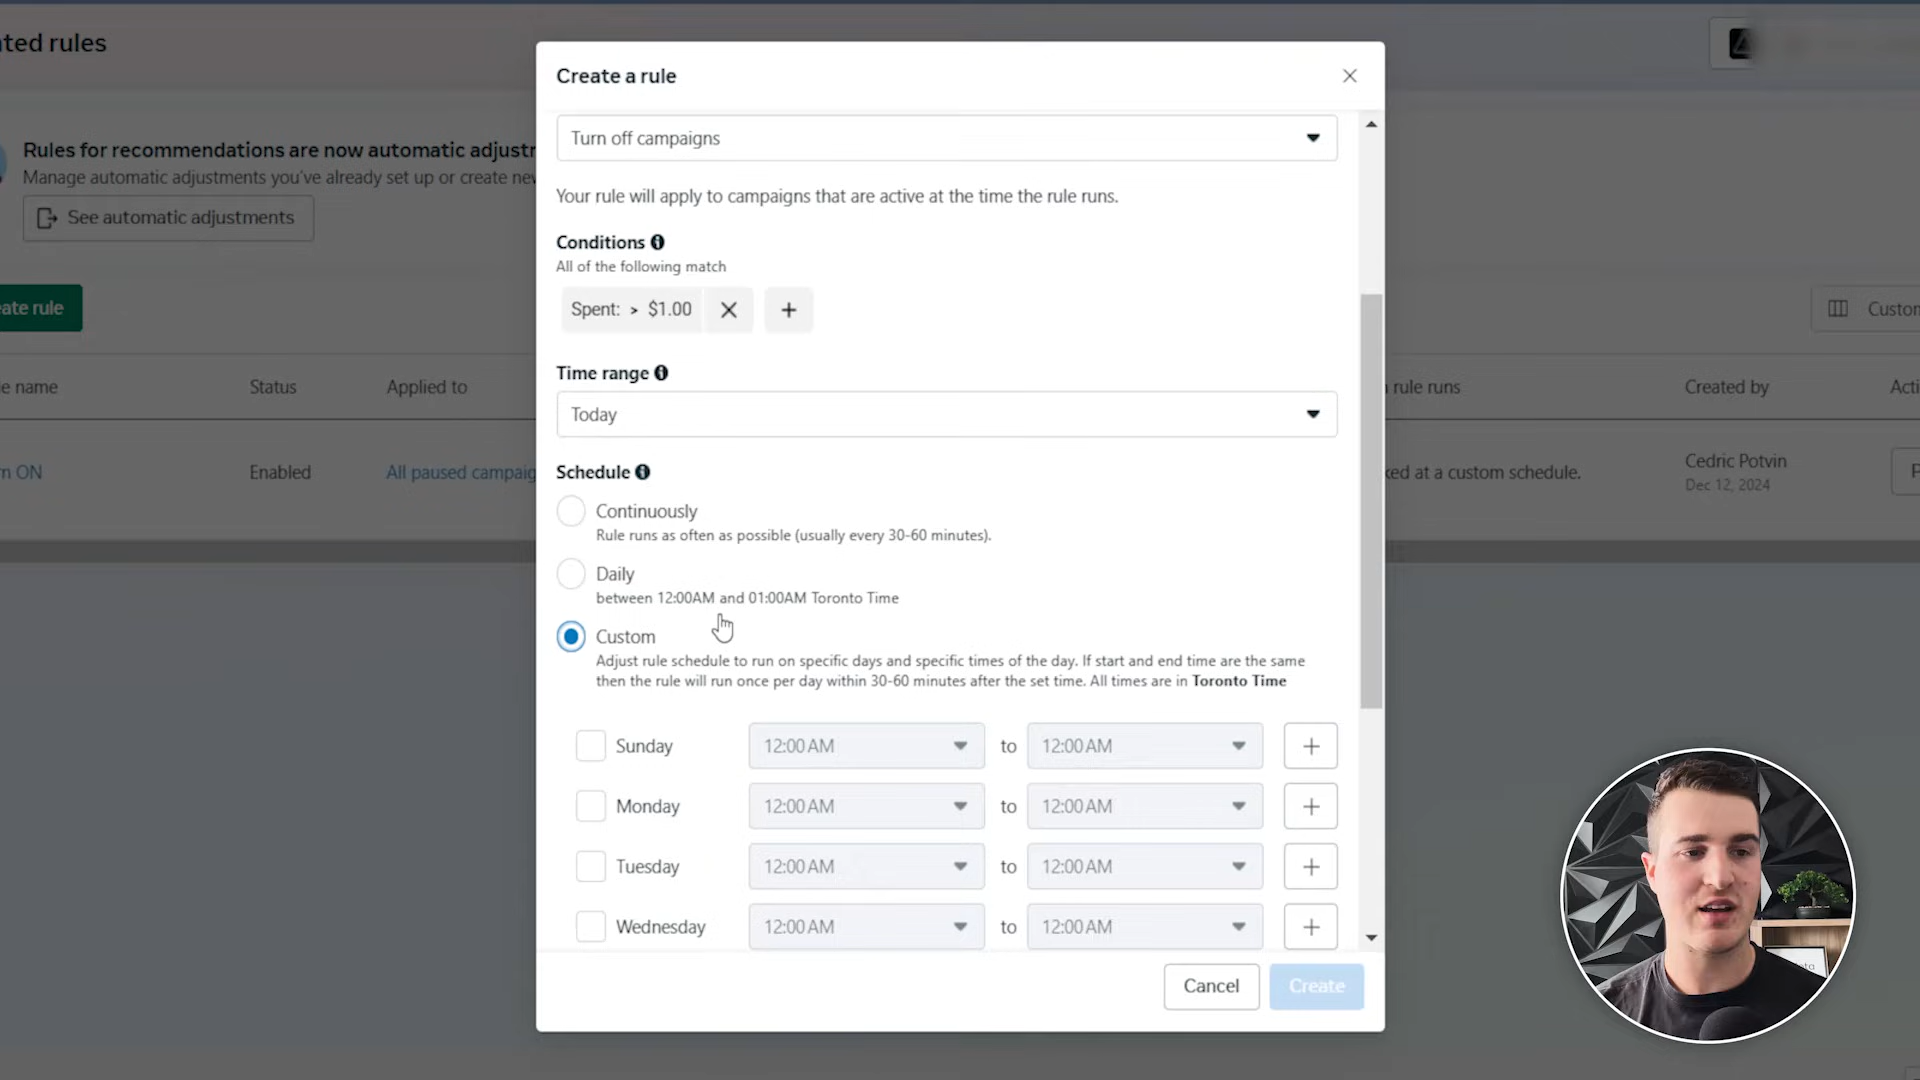 ated rules
Create a rule
Turn off campaigns
Rules for recommendations are now automatic adjustr
Manage automatic adjustments you've already set up or create new
See automatic adjustments
Your rule will apply to campaigns that are active at the time the rule runs.
Conditions
All of the following match
Spent: > $1.00
eate rule
Custom
Time range
Today
e name
Status
Applied to
rule runs
Created by
Acti
n ON
Enabled
All paused campaig
ked at a custom schedule.
Cedric Potvin
Dec 12, 2024
P
Schedule
Continuously
Rule runs as often as possible (usually every 30-60 minutes).
Daily
between 12:00AM and 01:00AM Toronto Time
Custom
Adjust rule schedule to run on specific days and specific times of the day. If start and end time are the same
then the rule will run once per day within 30-60 minutes after the set time. All times are in Toronto Time
Sunday 12:00 AM to 12:00 AM
Monday 12:00 AM to 12:00 AM
Tuesday 12:00 AM to 12:00 AM
Wednesday 12:00 AM to 12:00 AM
Cancel
Create